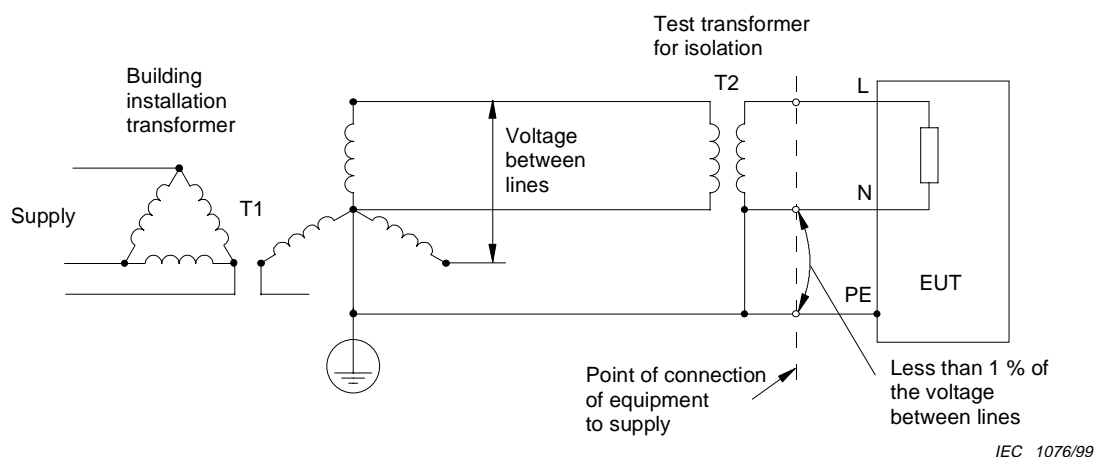 Test transformer
for isolation
Building
installation
transformer
T2
L
Voltage
between
lines
Supply
T1
N
PE
EUT
Point of connection
of equipment
to supply
Less than 1 % of
the voltage
between lines
IEC 1076/99